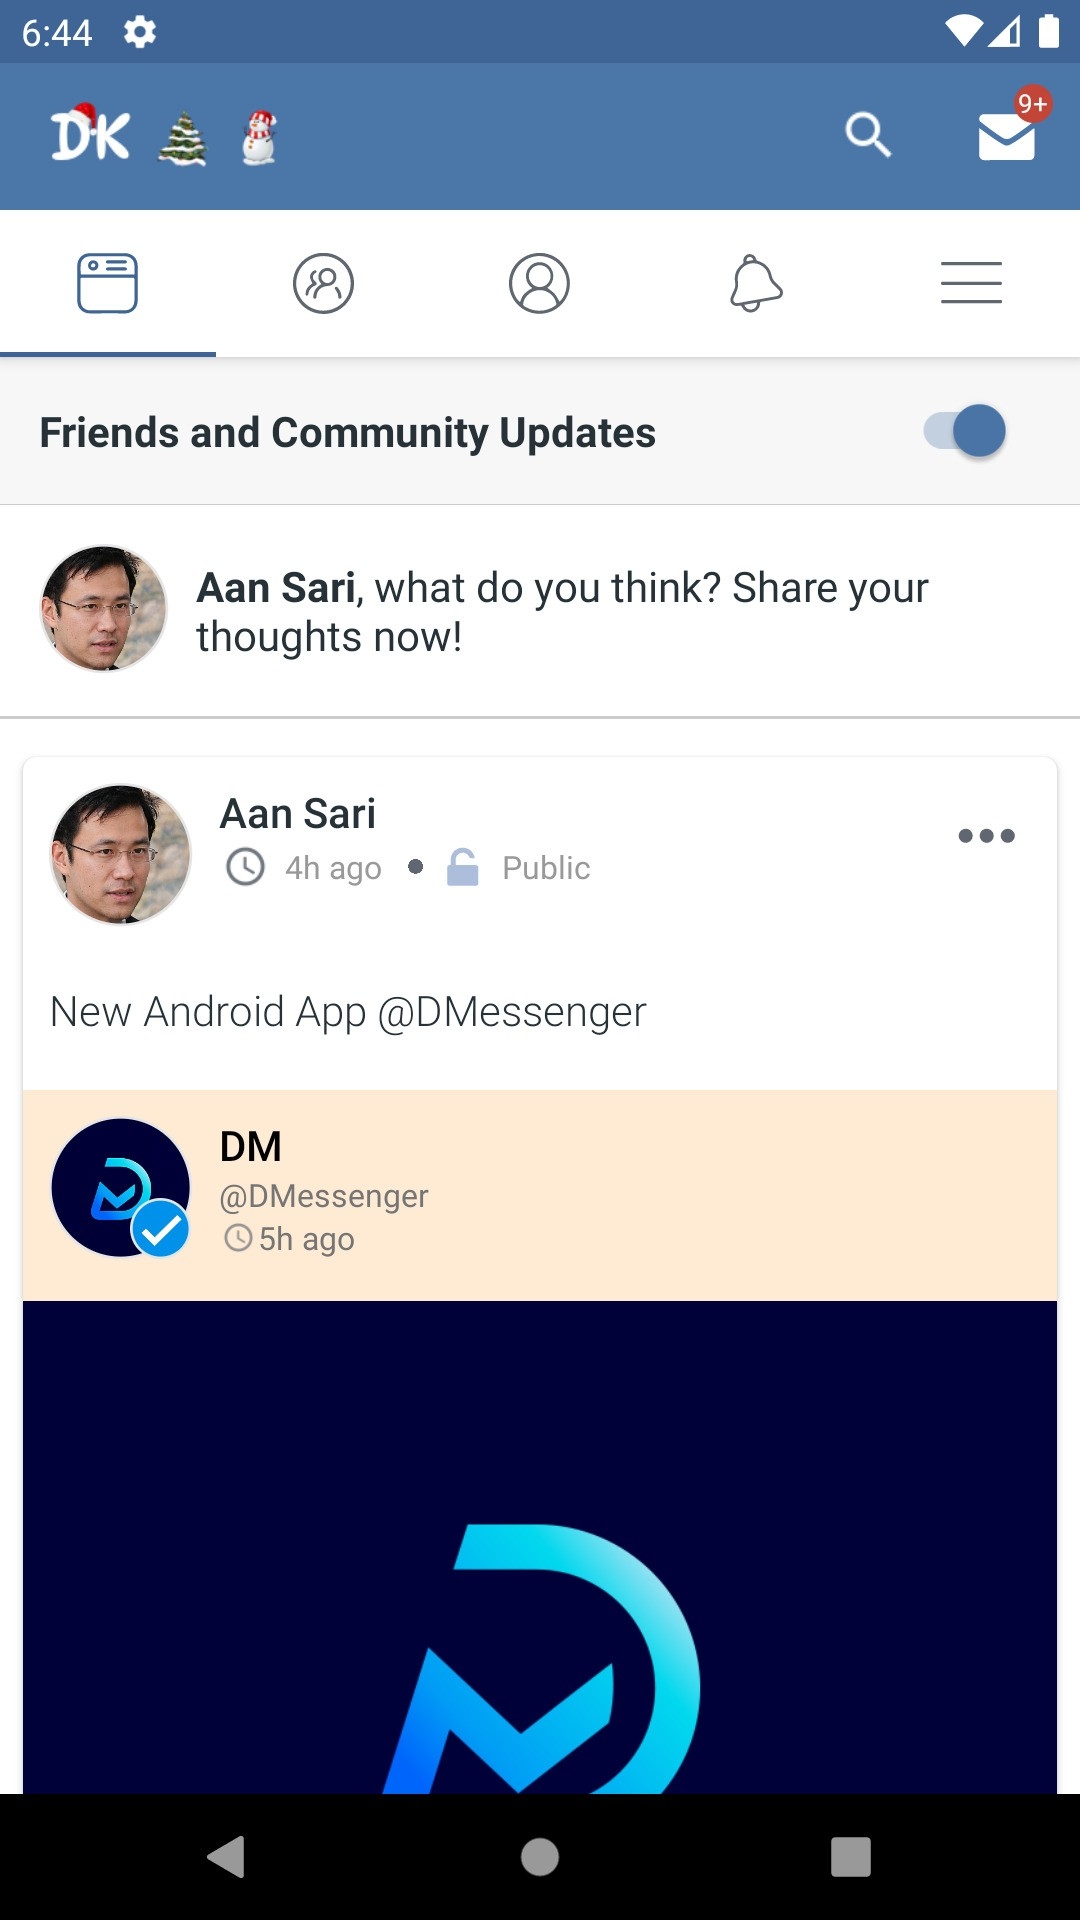 6:44
DK
9+
Friends and Community Updates
Aan Sari, what do you think? Share your
thoughts now!
Aan Sari
4h ago • Public
New Android App @DMessenger
DM
@DMessenger
5h ago